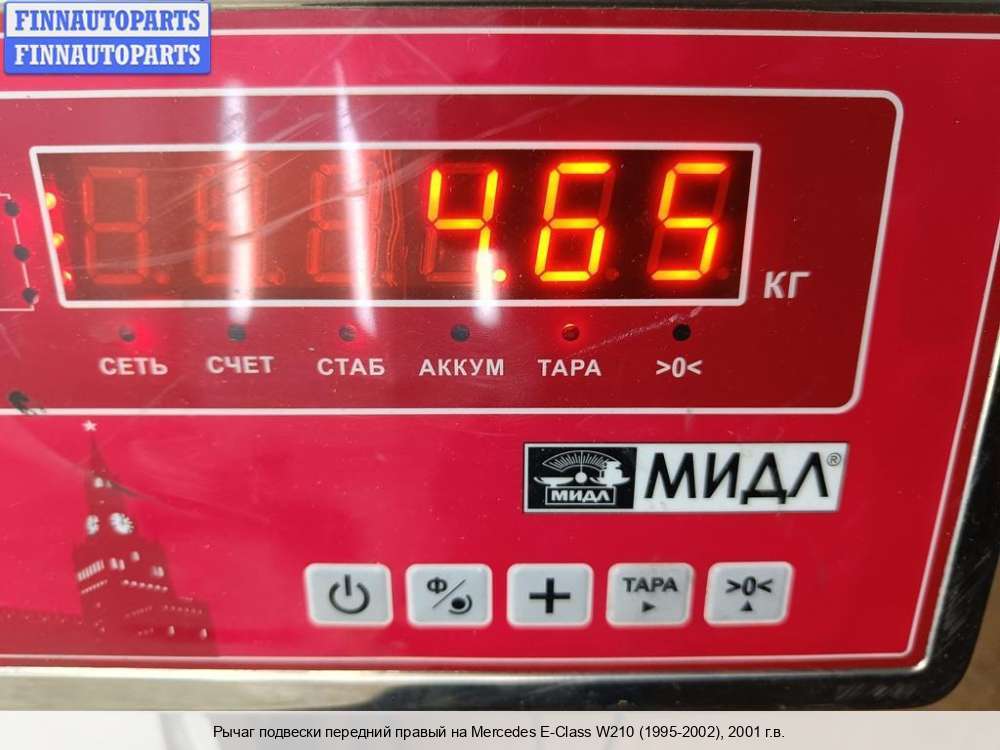 FINNAUTOPARTS
FINNAUTOPARTS
4.65
КГ
СЕТЬ СЧЕТ СТАБ АККУМ ТАРА >0<
МИДЛ МИДЛ®
Ф/ + ТАРА >0<
Рычаг подвески передний правый на Mercedes E-Class W210 (1995-2002), 2001 г.в.